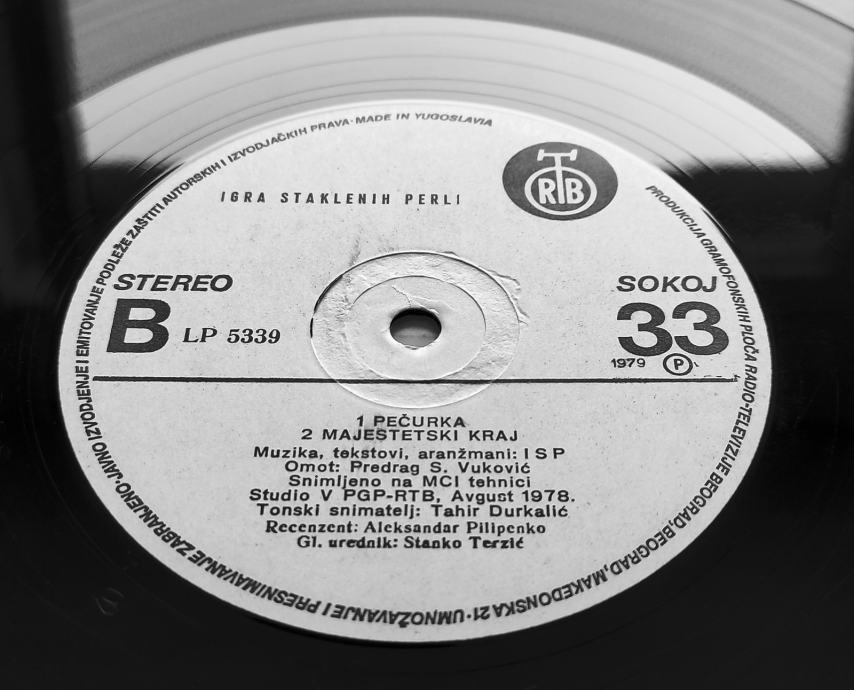 IGRA STAKLENIH PERLI
RTB
STEREO
SOKOJ
B LP 5339
33
1979 P
1 PEČURKA
2 MAJESTETSKI KRAJ
Muzika, tekstovi, aranžmani: I S P
Omot: Predrag S. Vuković
Snimljeno na MCI tehnici
Studio V PGP-RTB, Avgust 1978.
Tonski snimatelj: Tahir Durkalić
Recenzent: Aleksandar Pilipenko
Gl. urednik: Stanko Terzić
PRODUKCIJA GRAMOFONSKIH PLOČA RADIO-TELEVIZIJE BEOGRAD, BEOGRAD, MAKEDONSKA 21 · UMNOŽAVANJE I PRESNIMAVANJE ZABRANJENO · JAVNO IZVODJENJE I EMITOVANJE PODLEŽE ZAŠTITI AUTORSKIH I IZVODJAČKIH PRAVA · MADE IN YUGOSLAVIA